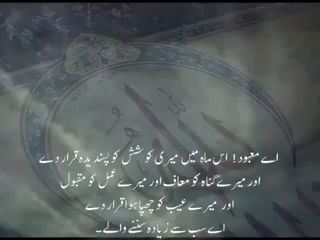 اے معبود! اس ماہ میں میری کوشش کو پسندیدہ قرار دے
اور میرے گناہ کو معاف اور میرے عمل کو مقبول
اور میرے عیب کو چھپا ہوا قرار دے
اے سب سے زیادہ سننے والے۔